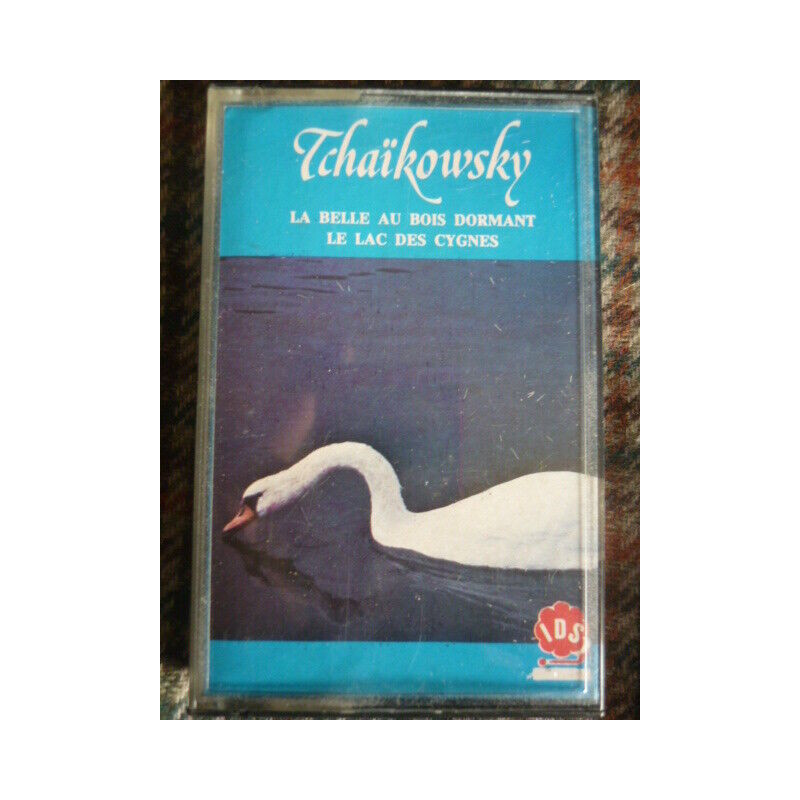 Tchaïkowsky
LA BELLE AU BOIS DORMANT
LE LAC DES CYGNES
IDS